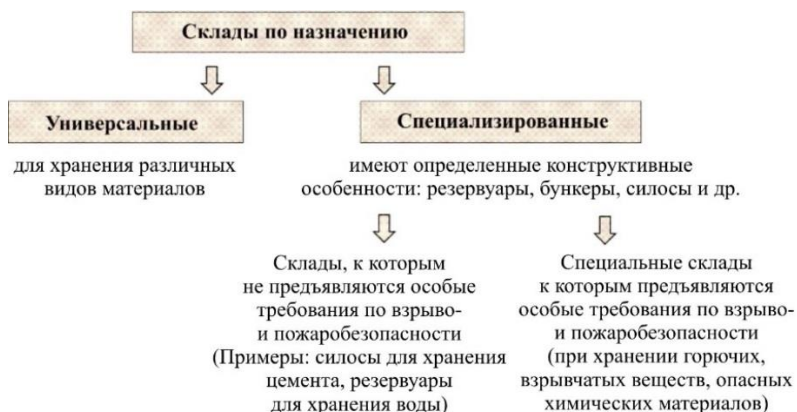 Склады по назначению
Универсальные
для хранения различных
видов материалов
Специализированные
имеют определенные конструктивные
особенности: резервуары, бункеры, силосы и др.
Склады, к которым
не предъявляются особые
требования по взрыво-
и пожаробезопасности
(Примеры: силосы для хранения
цемента, резервуары
для хранения воды)
Специальные склады
к которым предъявляются
особые требования по взрыво-
и пожаробезопасности
(при хранении горючих,
взрывчатых веществ, опасных
химических материалов)